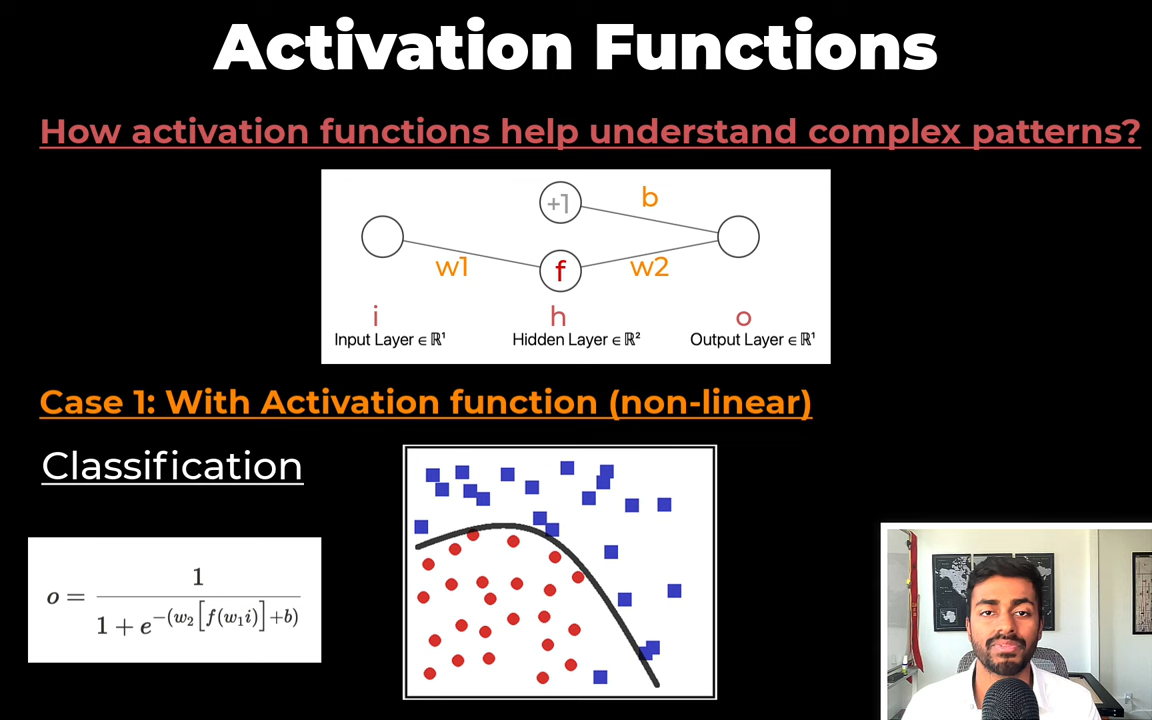 Activation Functions
How activation functions help understand complex patterns?
+1 b
w1 f w2
i h o
Input Layer ∈ ℝ¹ Hidden Layer ∈ ℝ² Output Layer ∈ ℝ¹
Case 1: With Activation function (non-linear)
Classification
o = 1 / (1 + e^{-(w₂[f(w₁i)]+b)})